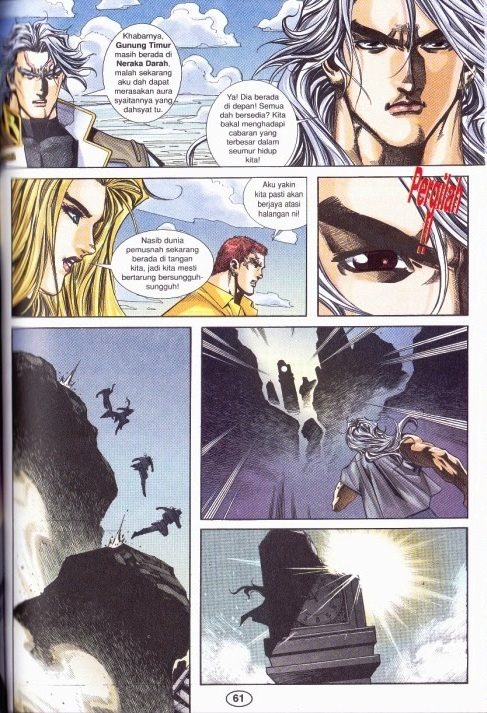 Khabarnya,
Gunung Timur
masih berada di
Neraka Darah,
malah sekarang
aku dah dapat
merasakan aura
syaitannya yang
dahsyat tu.
Ya! Dia berada
di depan! Semua
dah bersedia? Kita
bakal menghadapi
cabaran yang
terbesar dalam
seumur hidup
kita!
Nasib dunia
pemusnah sekarang
berada di tangan
kita, jadi kita mesti
bertarung bersungguh-
sungguh!
Aku yakin
kita pasti akan
berjaya atasi
halangan ni!
Pergilah
!!
61